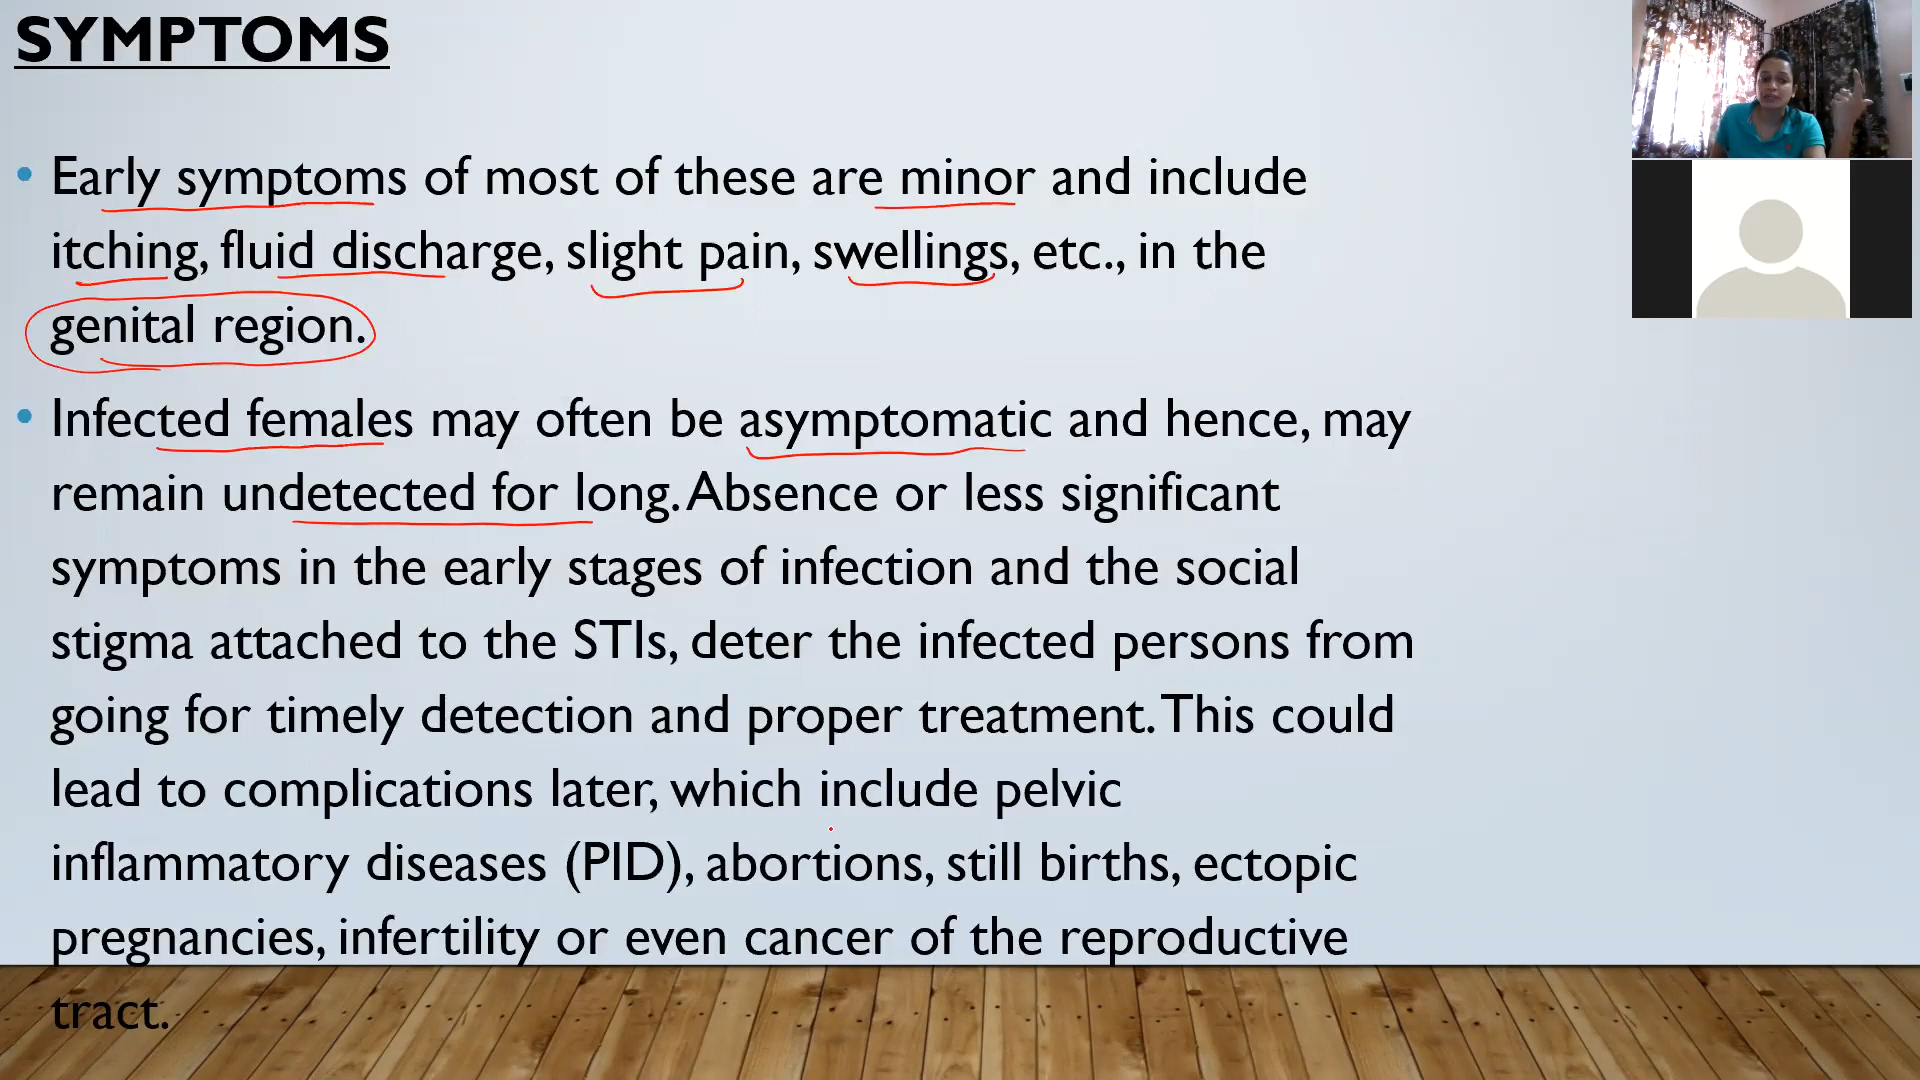 SYMPTOMS
• Early symptoms of most of these are minor and include
itching, fluid discharge, slight pain, swellings, etc., in the
genital region.
• Infected females may often be asymptomatic and hence, may
remain undetected for long. Absence or less significant
symptoms in the early stages of infection and the social
stigma attached to the STIs, deter the infected persons from
going for timely detection and proper treatment. This could
lead to complications later, which include pelvic
inflammatory diseases (PID), abortions, still births, ectopic
pregnancies, infertility or even cancer of the reproductive
tract.